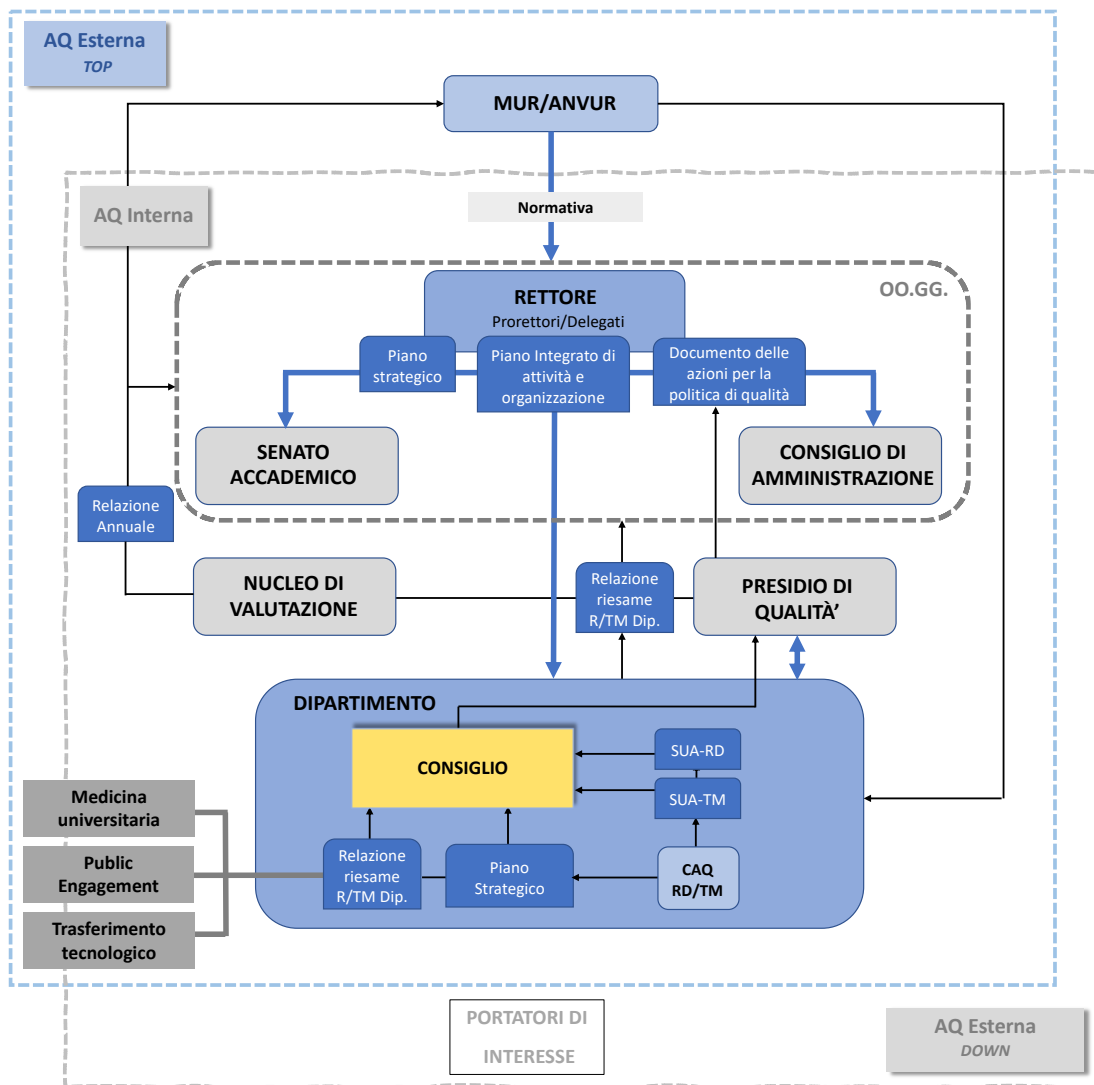 AQ Esterna
TOP
MUR/ANVUR
AQ Interna
Normativa
OO.GG.
RETTORE
Prorettori/Delegati
Piano
strategico
Piano Integrato di
attività e
organizzazione
Documento delle
azioni per la
politica di qualità
SENATO
ACCADEMICO
CONSIGLIO DI
AMMINISTRAZIONE
Relazione
Annuale
NUCLEO DI
VALUTAZIONE
Relazione
riesame
R/TM Dip.
PRESIDIO DI
QUALITÀ’
DIPARTIMENTO
CONSIGLIO
SUA-RD
SUA-TM
Medicina
universitaria
Public
Engagement
Trasferimento
tecnologico
Relazione
riesame
R/TM Dip.
Piano
Strategico
CAQ
RD/TM
PORTATORI DI
INTERESSE
AQ Esterna
DOWN